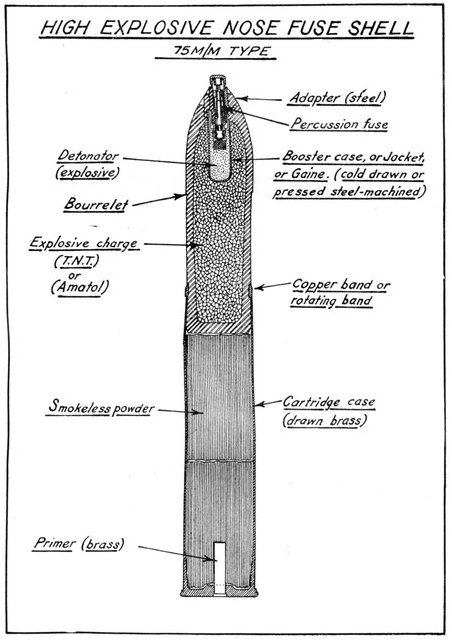 HIGH EXPLOSIVE NOSE FUSE SHELL
75 M/M TYPE
Adapter (steel)
Percussion fuse
Detonator
(explosive)
Booster case, or Jacket,
or Gaine. (cold drawn or
pressed steel-machined)
Bourrelet
Explosive charge
(T.N.T.)
or
(Amatol)
Copper band or
rotating band
Smokeless powder
Cartridge case
(drawn brass)
Primer (brass)